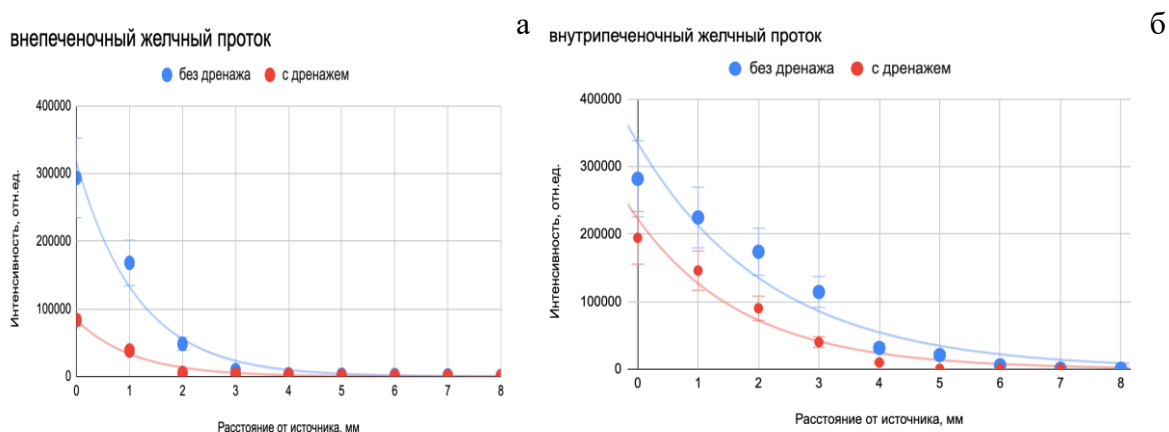 а
внепеченочный желчный проток
без дренажа с дренажем
400000
300000
200000
100000
0
Интенсивность, отн.ед.
0 1 2 3 4 5 6 7 8
Расстояние от источника, мм
б
внутрипеченочный желчный проток
без дренажа с дренажем
400000
300000
200000
100000
0
Интенсивность, отн.ед.
0 1 2 3 4 5 6 7 8
Расстояние от источника, мм